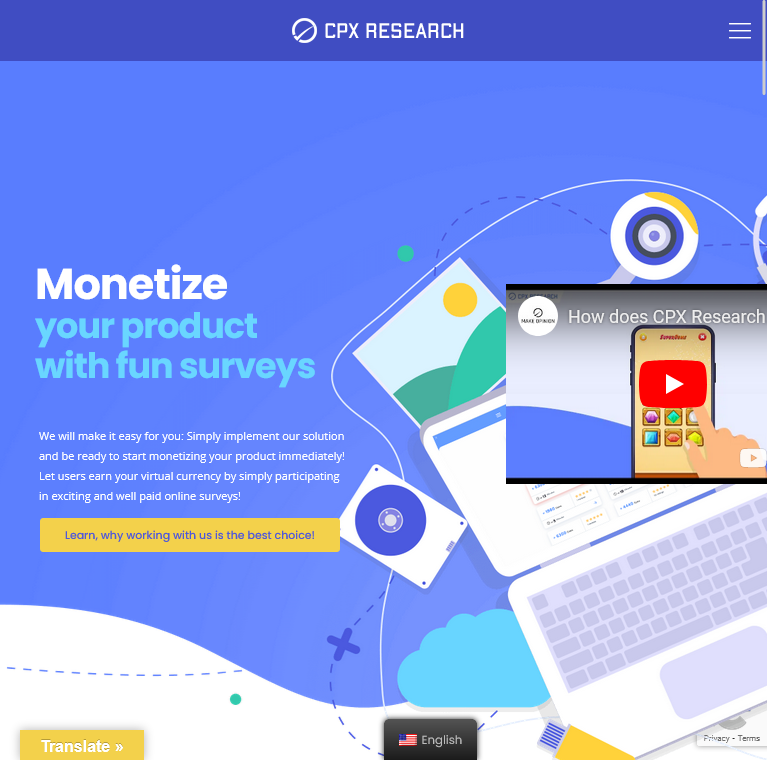 CPX RESEARCH
Monetize
your product
with fun surveys
CPX RESEARCH
MAKE OPINION
How does CPX Research
We will make it easy for you: Simply implement our solution
and be ready to start monetizing your product immediately!
Let users earn your virtual currency by simply participating
in exciting and well paid online surveys!
Learn, why working with us is the best choice!
Translate »
English
Privacy - Terms